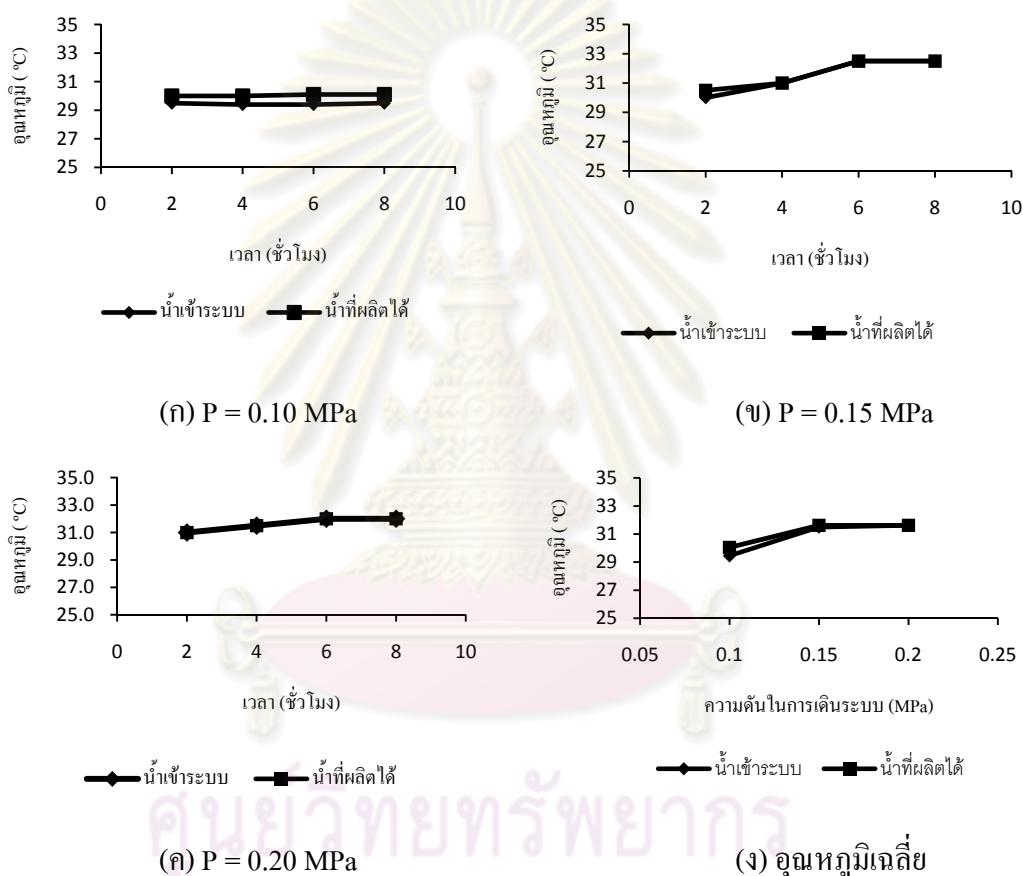 35
33
31
29
27
25
อุณหภูมิ ( ºC)
0 2 4 6 8 10
เวลา (ชั่วโมง)
น้ำเข้าระบบ น้ำที่ผลิตได้
(ก) P = 0.10 MPa
35
33
31
29
27
25
อุณหภูมิ ( ºC)
0 2 4 6 8 10
เวลา (ชั่วโมง)
น้ำเข้าระบบ น้ำที่ผลิตได้
(ข) P = 0.15 MPa
35.0
33.0
31.0
29.0
27.0
25.0
อุณหภูมิ ( ºC)
0 2 4 6 8 10
เวลา (ชั่วโมง)
น้ำเข้าระบบ น้ำที่ผลิตได้
(ค) P = 0.20 MPa
35
33
31
29
27
25
อุณหภูมิ ( ºC)
0.05 0.1 0.15 0.2 0.25
ความดันในการเดินระบบ (MPa)
น้ำเข้าระบบ น้ำที่ผลิตได้
(ง) อุณหภูมิเฉลี่ย
ศูนย์วิทยทรัพยากร